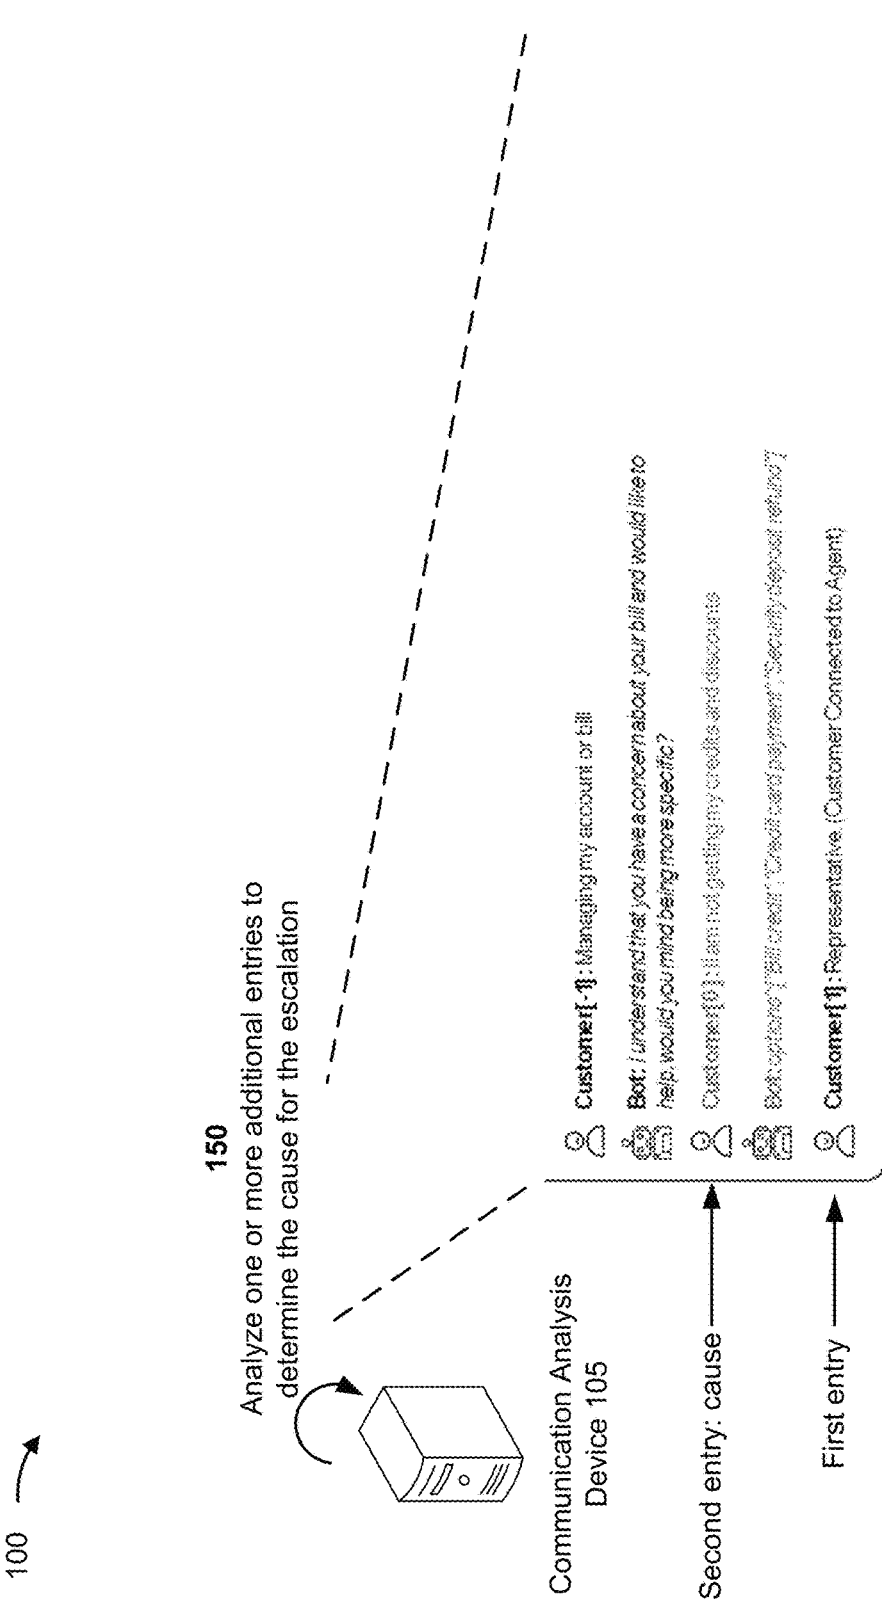 100
150
Analyze one or more additional entries to
determine the cause for the escalation
Communication Analysis
Device 105
Customer[-1]: Managing my account or bill
Bot: I understand that you have a concern about your bill and would like to
help, would you mind being more specific?
Second entry: cause
Customer[0]: I am not getting my credits and discounts
Bot: options":["Bill credit","Credit card payment","Security deposit refund"]
First entry
Customer[1]: Representative. (Customer Connected to Agent)